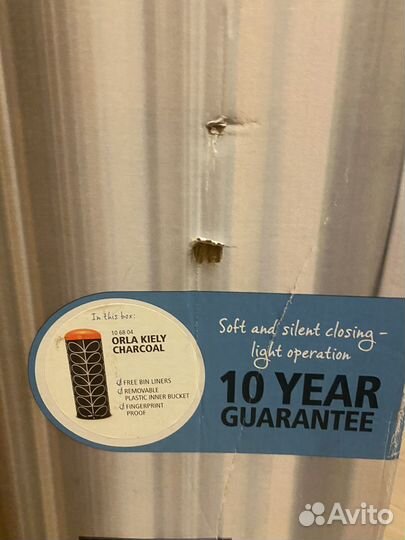 In this box:
10 68 04
ORLA KIELY
CHARCOAL
FREE BIN LINERS
REMOVABLE
PLASTIC INNER BUCKET
FINGERPRINT
PROOF
Soft and silent closing -
light operation
10 YEAR
GUARANTEE
Avito